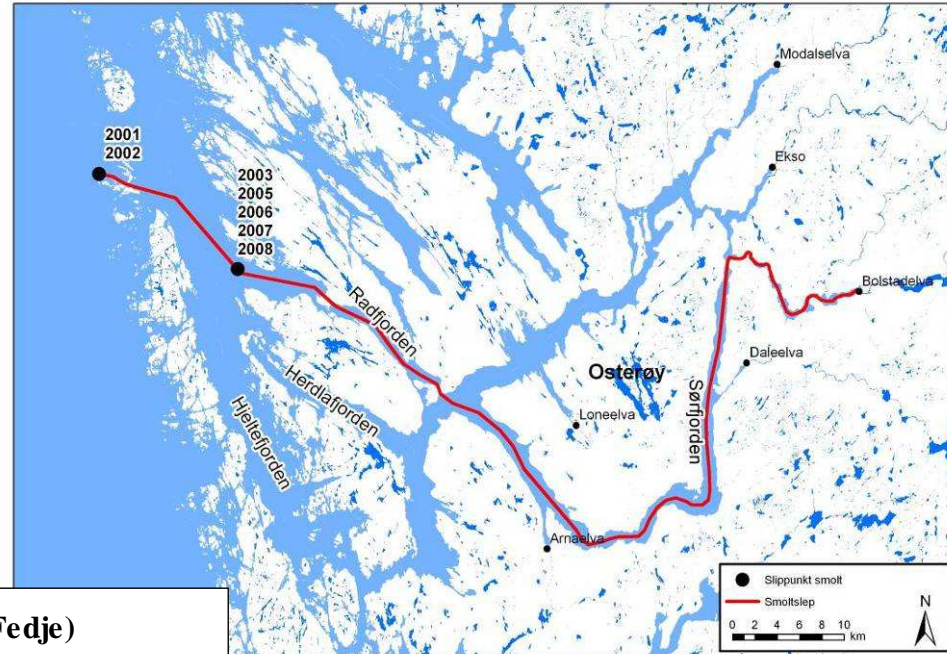 Modalselva
2001
2002
Ekso
2003
2005
2006
2007
2008
Bolstadelva
Radfjorden
Daleelva
Osterøy
Herdlafjorden
Sørfjorden
Hjeltefjorden
Loneelva
Arnaelva
Slippunkt smolt
Smoltslep
N
0 2 4 6 8 10
km
Fedje)